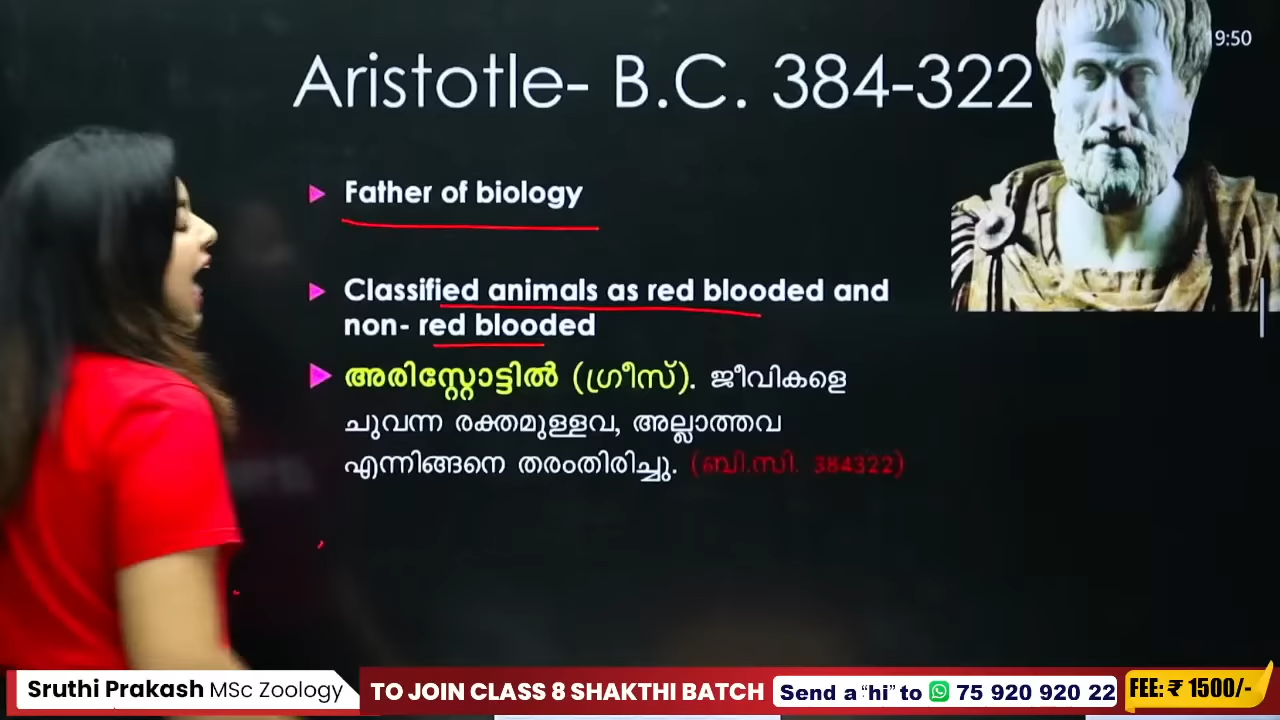 Aristotle- B.C. 384-322
9:50
Father of biology
Classified animals as red blooded and
non- red blooded
അരിസ്റ്റോട്ടിൽ (ഗ്രീസ്). ജീവികളെ
ചുവന്ന രക്തമുള്ളവ, അല്ലാത്തവ
എന്നിങ്ങനെ തരംതിരിച്ചു. (ബി.സി. 384322)
Sruthi Prakash MSc Zoology
TO JOIN CLASS 8 SHAKTHI BATCH
Send a “hi” to 75 920 920 22
FEE: ₹ 1500/-